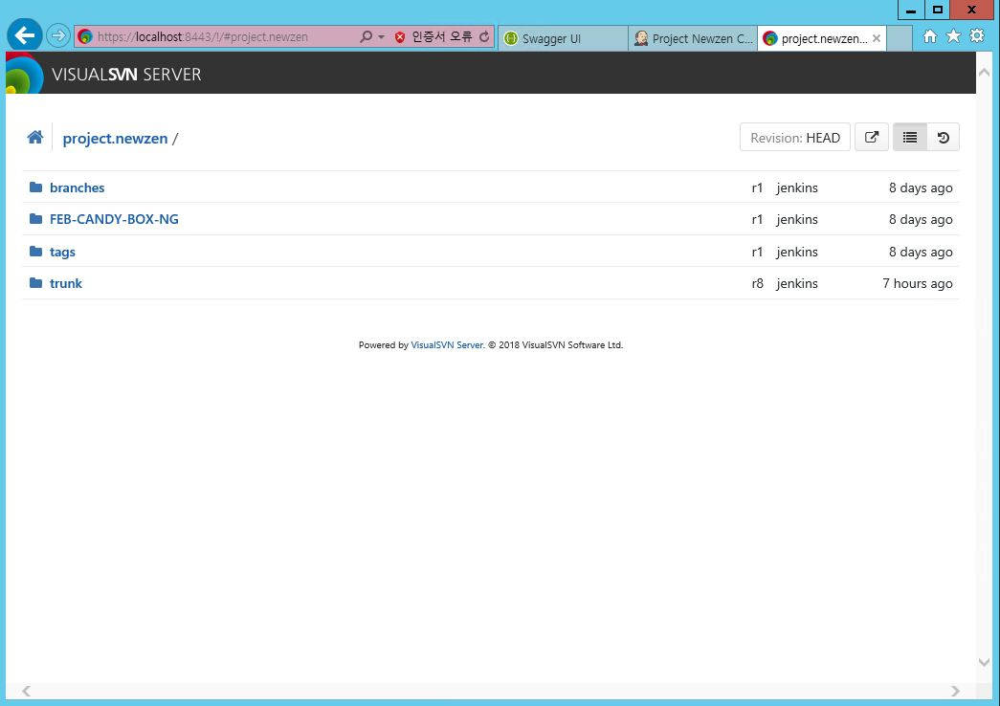 https://localhost:8443/!/#project.newzen 인증서 오류 Swagger UI Project Newzen C... project.newzen...
VISUALSVN SERVER
project.newzen / Revision: HEAD
branches r1 jenkins 8 days ago
FEB-CANDY-BOX-NG r1 jenkins 8 days ago
tags r1 jenkins 8 days ago
trunk r8 jenkins 7 hours ago
Powered by VisualSVN Server. © 2018 VisualSVN Software Ltd.